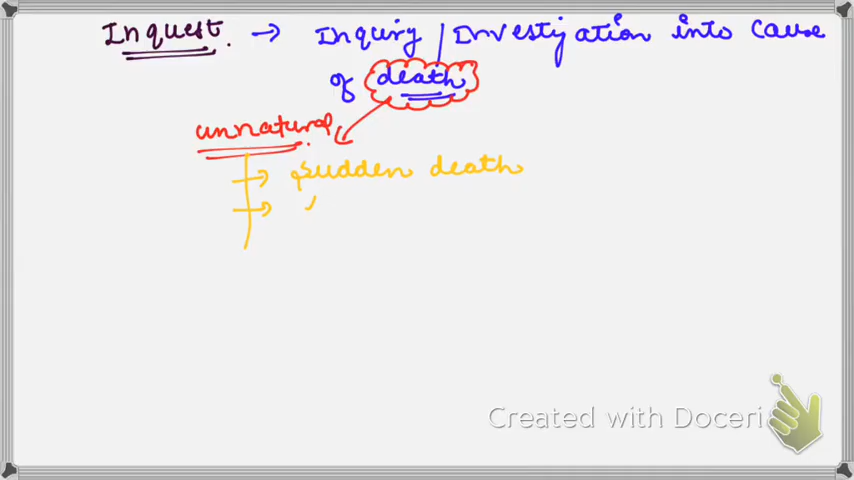 Inquest. → Inquiry / Investigation into cause
of death
unnatural.
→ Sudden death
→
Created with Doceri